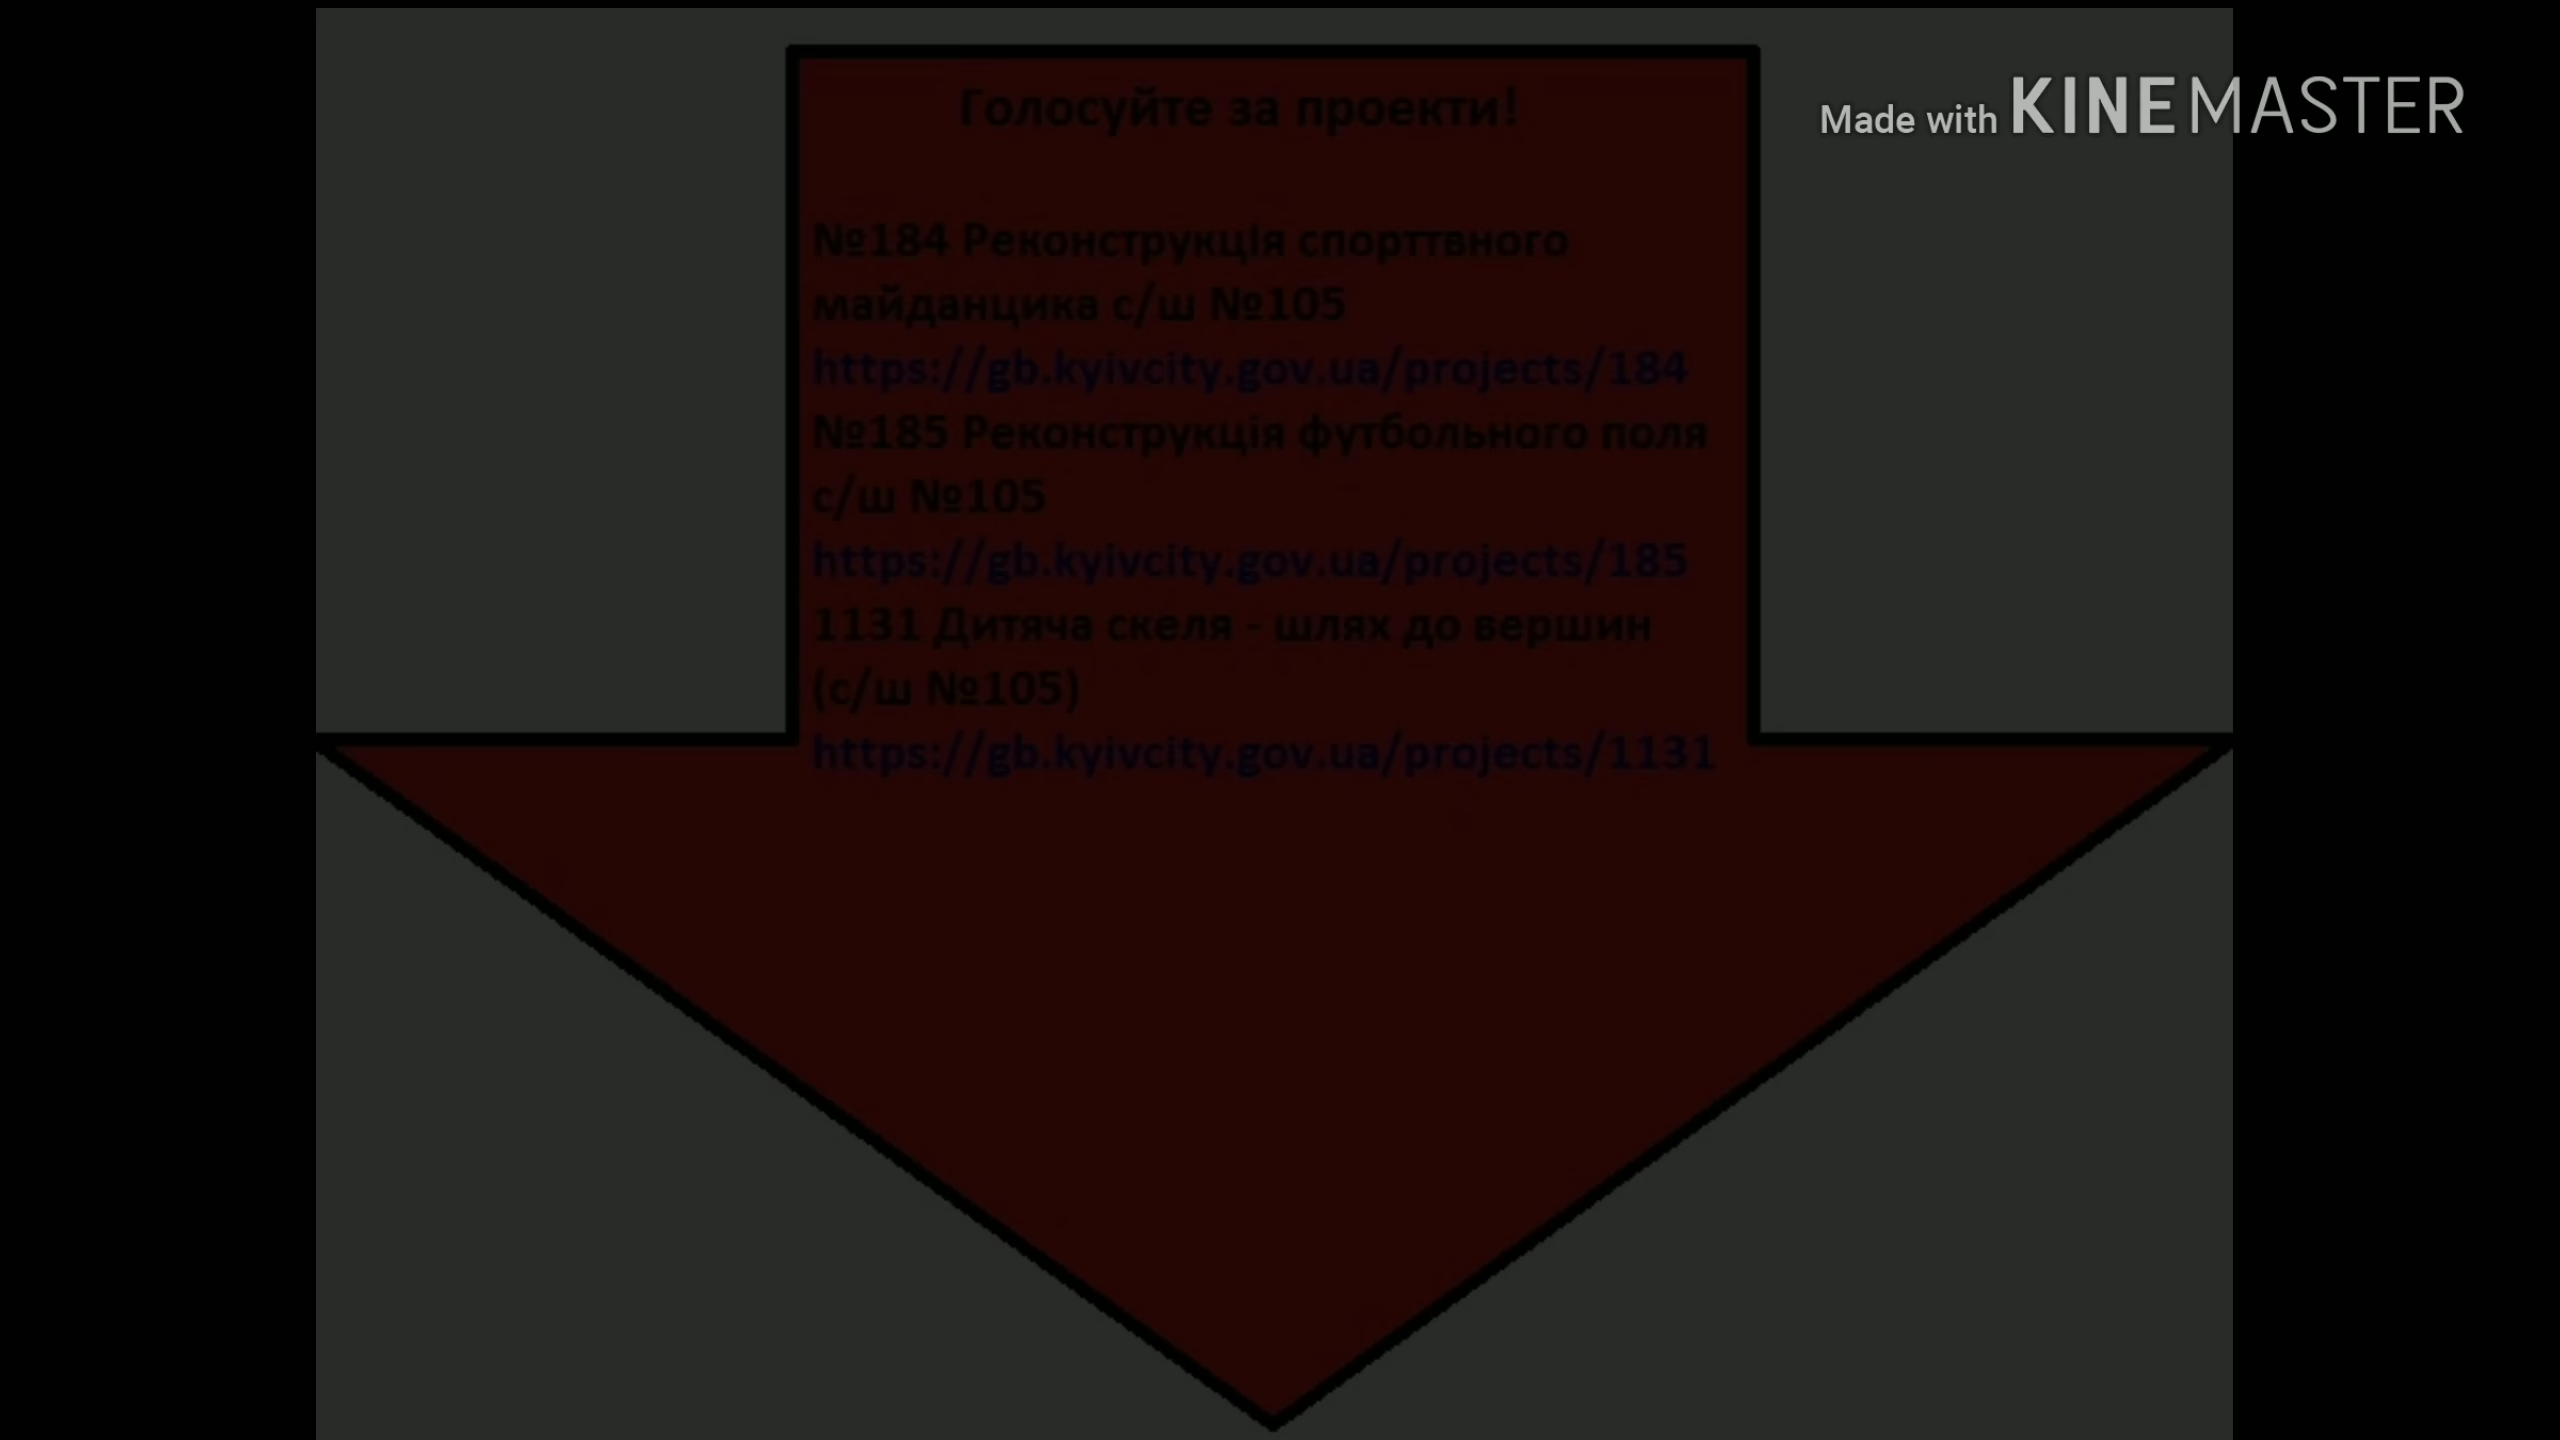 Голосуйте за проекти!
Made with KINEMASTER
№184 Реконструкція спорттвного
майданцика с/ш №105
https://gb.kyivcity.gov.ua/projects/184
№185 Реконструкція футбольного поля
с/ш №105
https://gb.kyivcity.gov.ua/projects/185
1131 Дитяча скеля - шлях до вершин
(с/ш №105)
https://gb.kyivcity.gov.ua/projects/1131